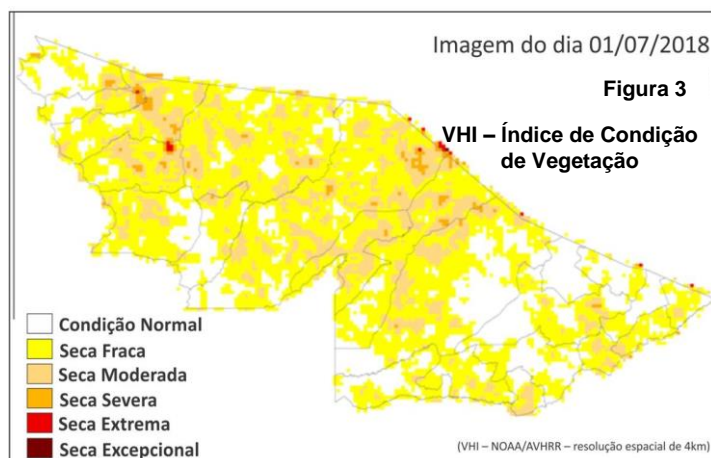 Imagem do dia 01/07/2018
Figura 3
VHI – Índice de Condição
de Vegetação
Condição Normal
Seca Fraca
Seca Moderada
Seca Severa
Seca Extrema
Seca Excepcional
(VHI – NOAA/AVHRR – resolução espacial de 4km)